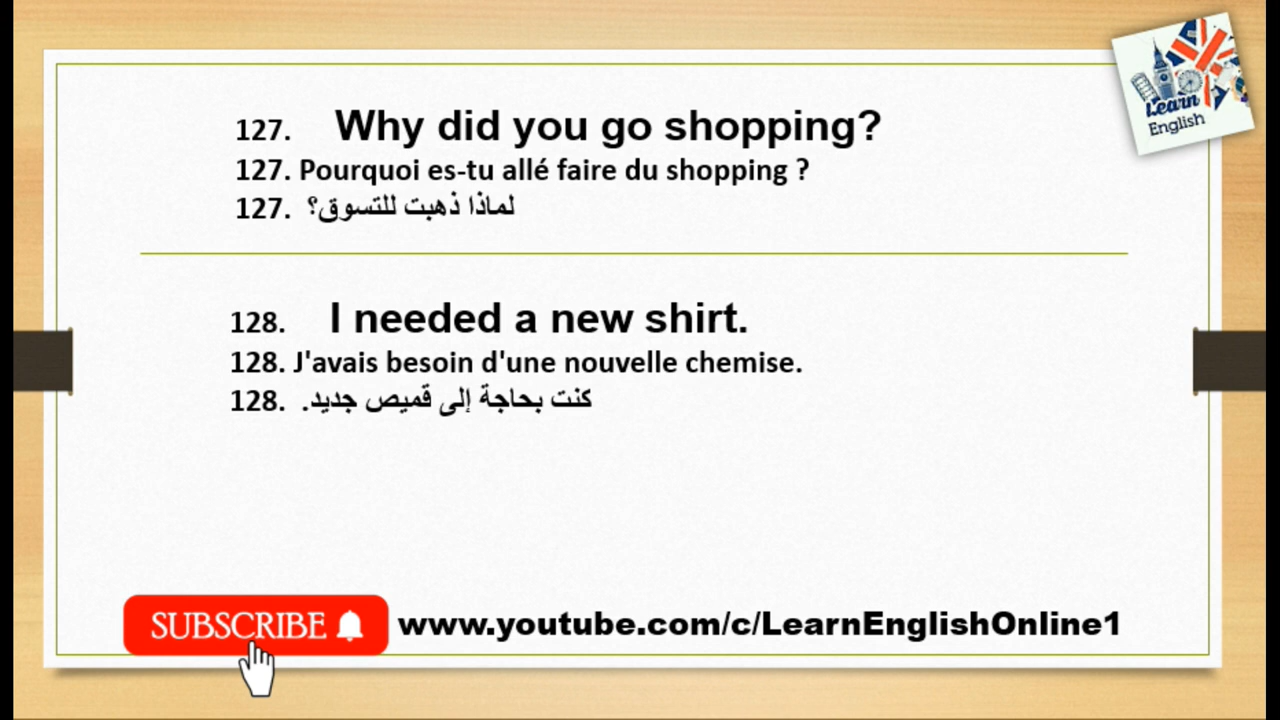 Learn
English
127. Why did you go shopping?
127. Pourquoi es-tu allé faire du shopping ?
127. لماذا ذهبت للتسوق؟
128. I needed a new shirt.
128. J'avais besoin d'une nouvelle chemise.
128. كنت بحاجة إلى قميص جديد.
SUBSCRIBE www.youtube.com/c/LearnEnglishOnline1